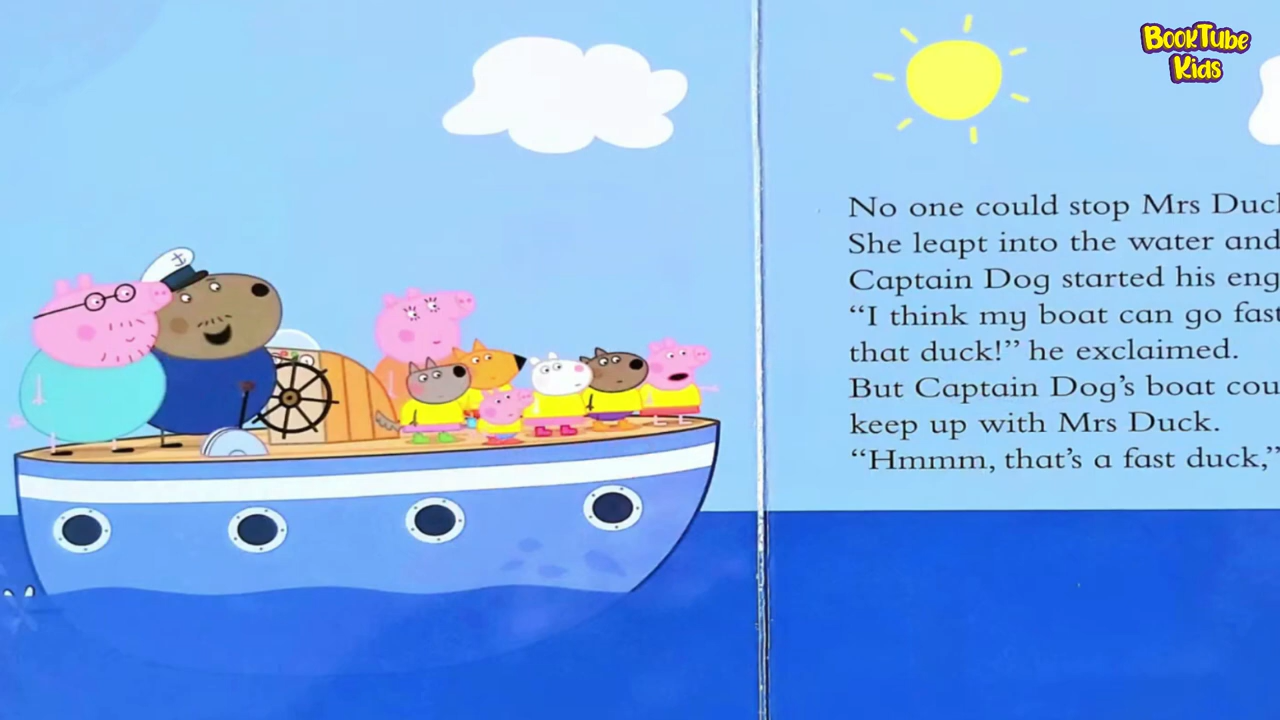 BookTube
Kids
No one could stop Mrs
She leapt into the water and
Captain Dog started his
“I think my boat can go
that duck!” he exclaimed.
But Captain Dog’s boat
keep up with Mrs Duck.
“Hmmm, that’s a fast duck,”